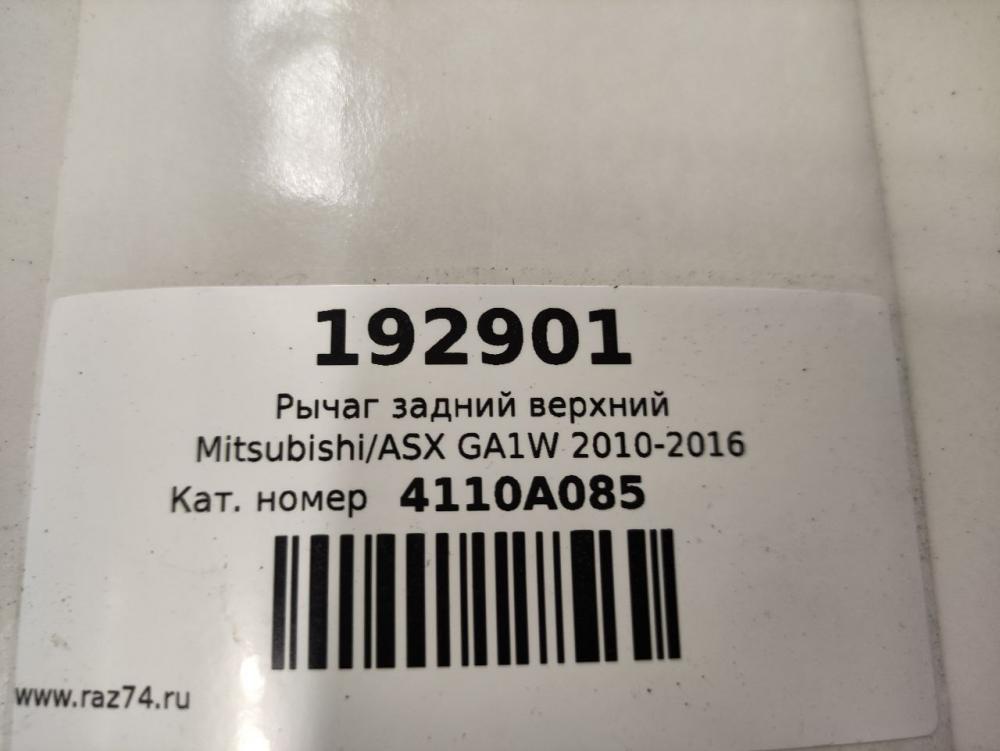 192901
Рычаг задний верхний
Mitsubishi/ASX GA1W 2010-2016
Кат. номер 4110A085
www.raz74.ru